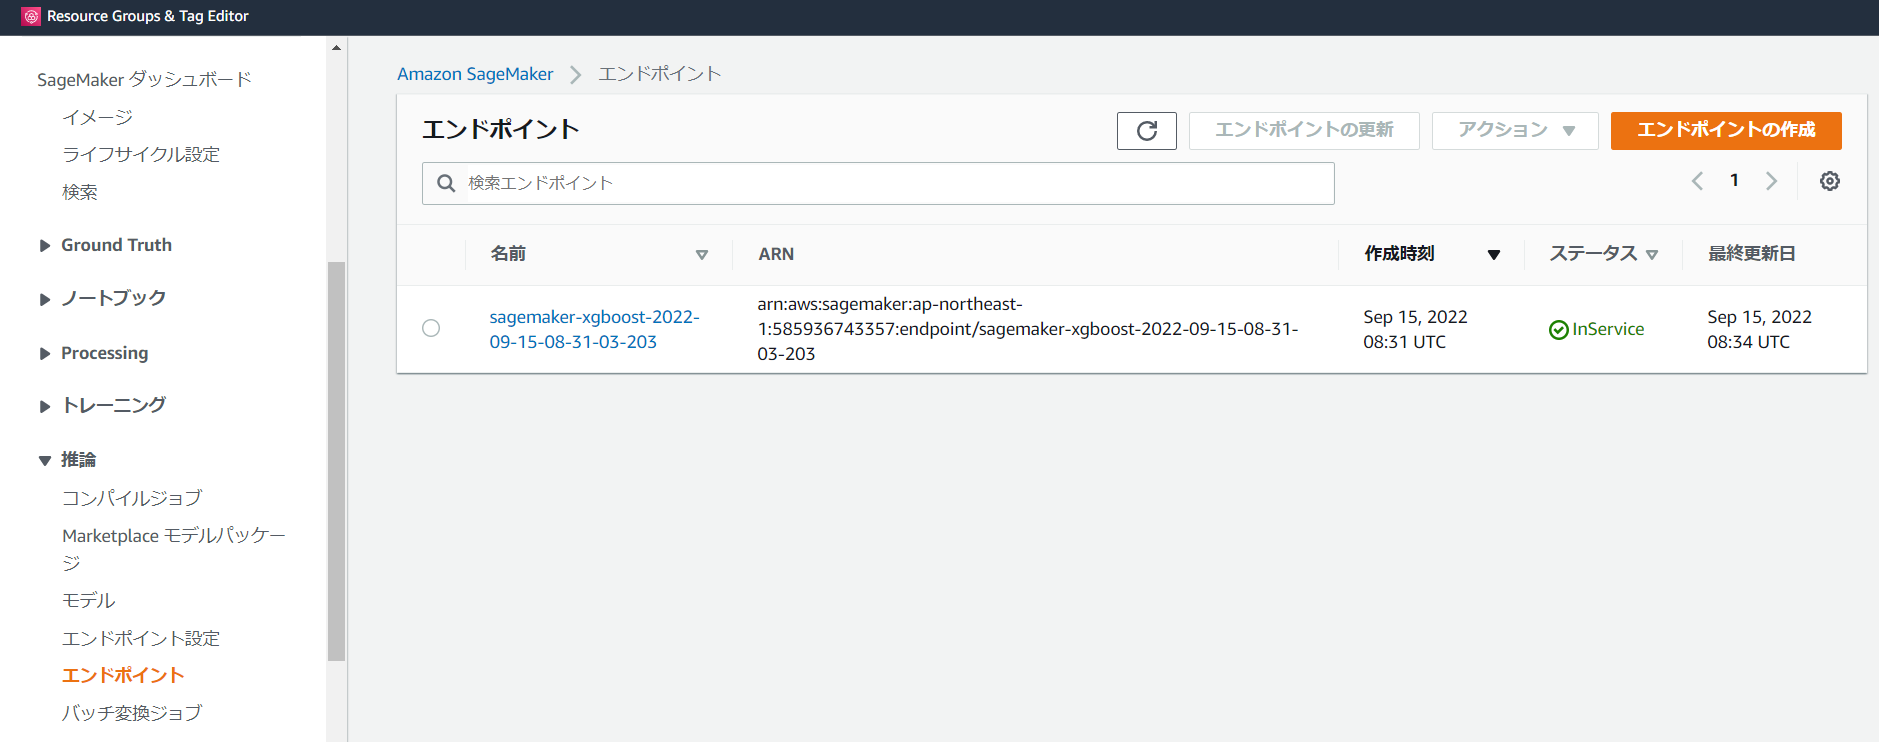 Resource Groups & Tag Editor
SageMaker ダッシュボード
イメージ
ライフサイクル設定
検索
Ground Truth
ノートブック
Processing
トレーニング
推論
コンパイルジョブ
Marketplace モデルパッケー
ジ
モデル
エンドポイント設定
エンドポイント
バッチ変換ジョブ
Amazon SageMaker エンドポイント
エンドポイント
エンドポイントの更新
アクション
エンドポイントの作成
検索エンドポイント
1
名前 ARN 作成時刻 ステータス 最終更新日
sagemaker-xgboost-2022-
09-15-08-31-03-203
arn:aws:sagemaker:ap-northeast-
1:585936743357:endpoint/sagemaker-xgboost-2022-09-15-08-31-
03-203
Sep 15, 2022
08:31 UTC
InService
Sep 15, 2022
08:34 UTC